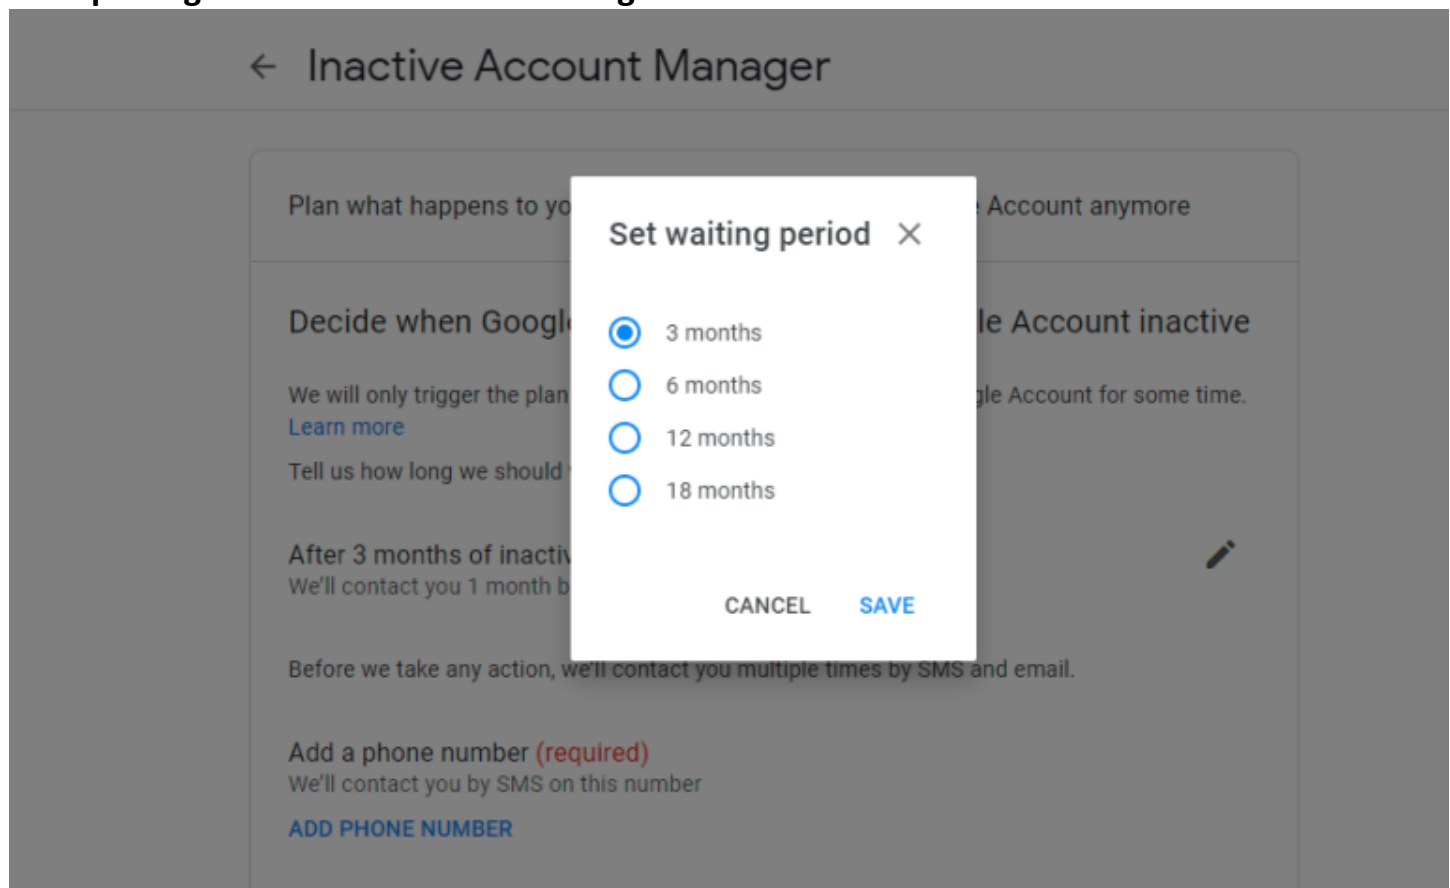 Inactive Account Manager
Plan what happens to yo
Account anymore
Set waiting period
Decide when Googl
le Account inactive
3 months
We will only trigger the plan
gle Account for some time.
6 months
Learn more
12 months
Tell us how long we should
18 months
After 3 months of inactiv
We'll contact you 1 month b
CANCEL SAVE
Before we take any action, we'll contact you multiple times by SMS and email.
Add a phone number (required)
We'll contact you by SMS on this number
ADD PHONE NUMBER